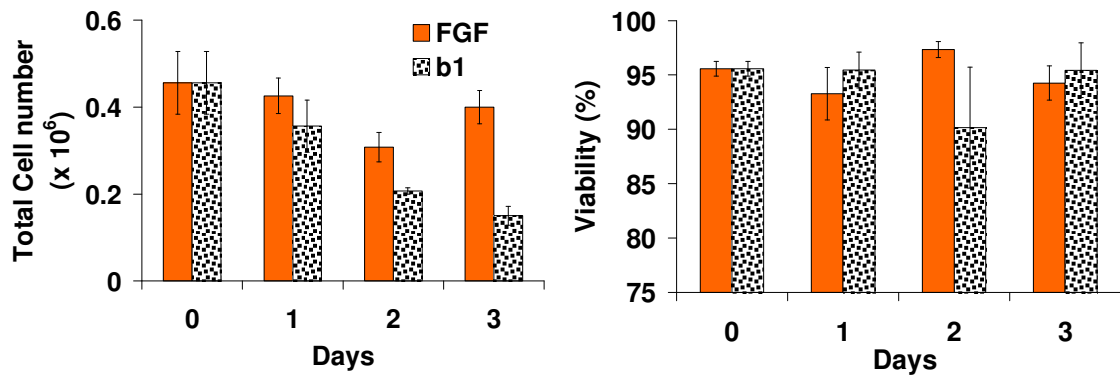 0.6
0.4
0.2
0
Total Cell number
(x 10⁶)
FGF
b1
0 1 2 3
Days
100
95
90
85
80
75
Viability (%)
0 1 2 3
Days